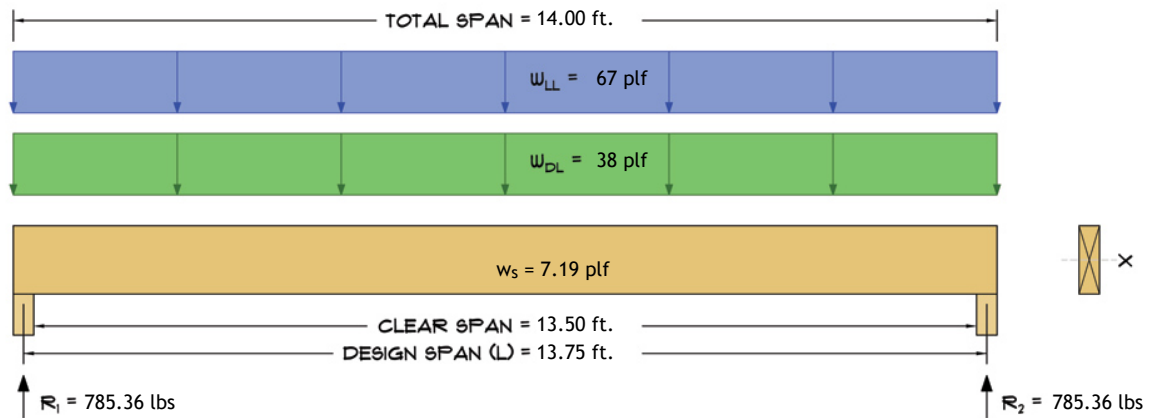 TOTAL SPAN = 14.00 ft.
WLL = 67 plf
WDL = 38 plf
ws = 7.19 plf
X
CLEAR SPAN = 13.50 ft.
DESIGN SPAN (L) = 13.75 ft.
R1 = 785.36 lbs
R2 = 785.36 lbs